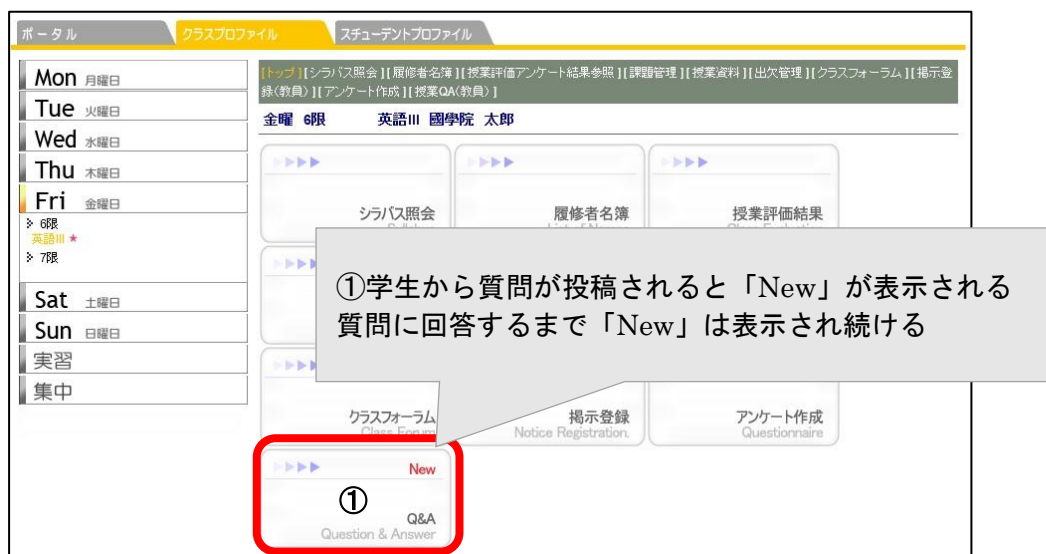 ポータル
クラスプロファイル
スチューデントプロファイル
Mon 月曜日
Tue 火曜日
Wed 水曜日
Thu 木曜日
Fri 金曜日
6限
英語III ★
7限
Sat 土曜日
Sun 日曜日
実習
集中
[トップ][シラバス照会][履修者名簿][授業評価アンケート結果参照][課題管理][授業資料][出欠管理][クラスフォーラム][掲示登
録(教員)][アンケート作成][授業QA(教員)]
金曜 6限 英語III 國學院 太郎
シラバス照会
履修者名簿
授業評価結果
①学生から質問が投稿されると「New」が表示される
質問に回答するまで「New」は表示され続ける
クラスフォーラム
Class Forum
掲示登録
Notice Registration.
アンケート作成
Questionnaire
New
①
Q&A
Question & Answer